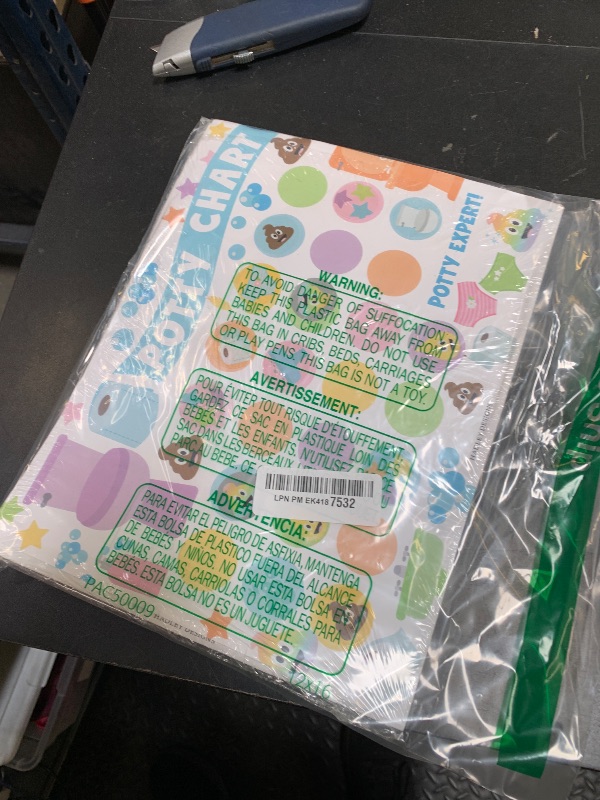 POTTY CHART
POTTY EXPERT!
WARNING:
TO AVOID DANGER OF SUFFOCATION,
KEEP THIS PLASTIC BAG AWAY FROM
BABIES AND CHILDREN. DO NOT USE
THIS BAG IN CRIBS, BEDS, CARRIAGES
OR PLAY PENS. THIS BAG IS NOT A TOY.
AVERTISSEMENT:
POUR ÉVITER TOUT RISQUE D'ÉTOUFFEMENT,
GARDEZ CE SAC EN PLASTIQUE LOIN DES
BÉBÉS ET LES ENFANTS. N'UTILISEZ PAS CE
SAC DANS LES BERCEAUX
PARC AU BÉBÉ. CE
LPN PM EK418 7532
ADVERTENCIA:
PARA EVITAR EL PELIGRO DE ASFIXIA, MANTENGA
ESTA BOLSA DE PLASTICO FUERA DEL ALCANCE
DE BEBÉS Y NIÑOS. NO USAR ESTA BOLSA EN
CUNAS, CAMAS, CARRIOLAS O CORRALES PARA
BEBÉS. ESTA BOLSA NO ES UN JUGUETE.
PAC50009
12X16